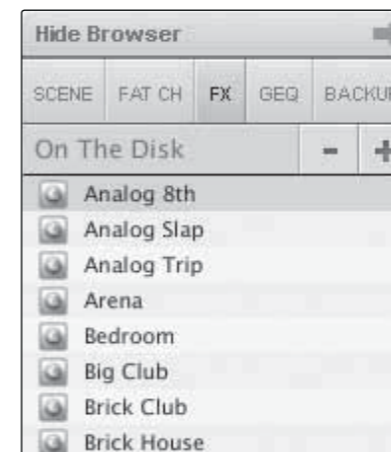 Hide Browser
SCENE FAT CH FX GEQ BACKUP
On The Disk - +
Analog 8th
Analog Slap
Analog Trip
Arena
Bedroom
Big Club
Brick Club
Brick House